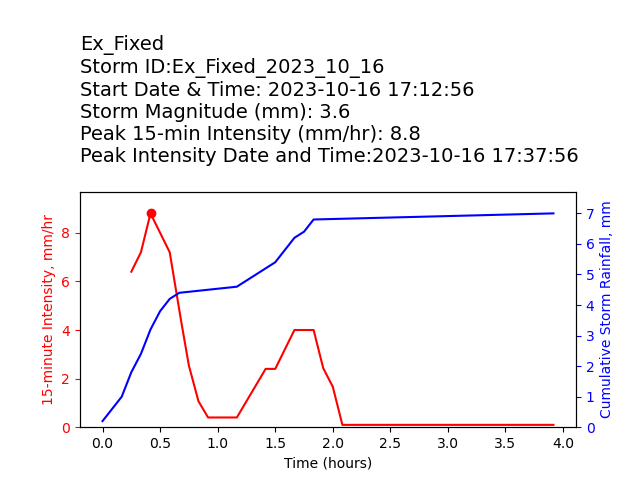 Ex_Fixed
Storm ID:Ex_Fixed_2023_10_16
Start Date & Time: 2023-10-16 17:12:56
Storm Magnitude (mm): 3.6
Peak 15-min Intensity (mm/hr): 8.8
Peak Intensity Date and Time:2023-10-16 17:37:56
15-minute Intensity, mm/hr
8
6
4
2
0
Cumulative Storm Rainfall, mm
7
6
5
4
3
2
1
0
0.0 0.5 1.0 1.5 2.0 2.5 3.0 3.5 4.0
Time (hours)